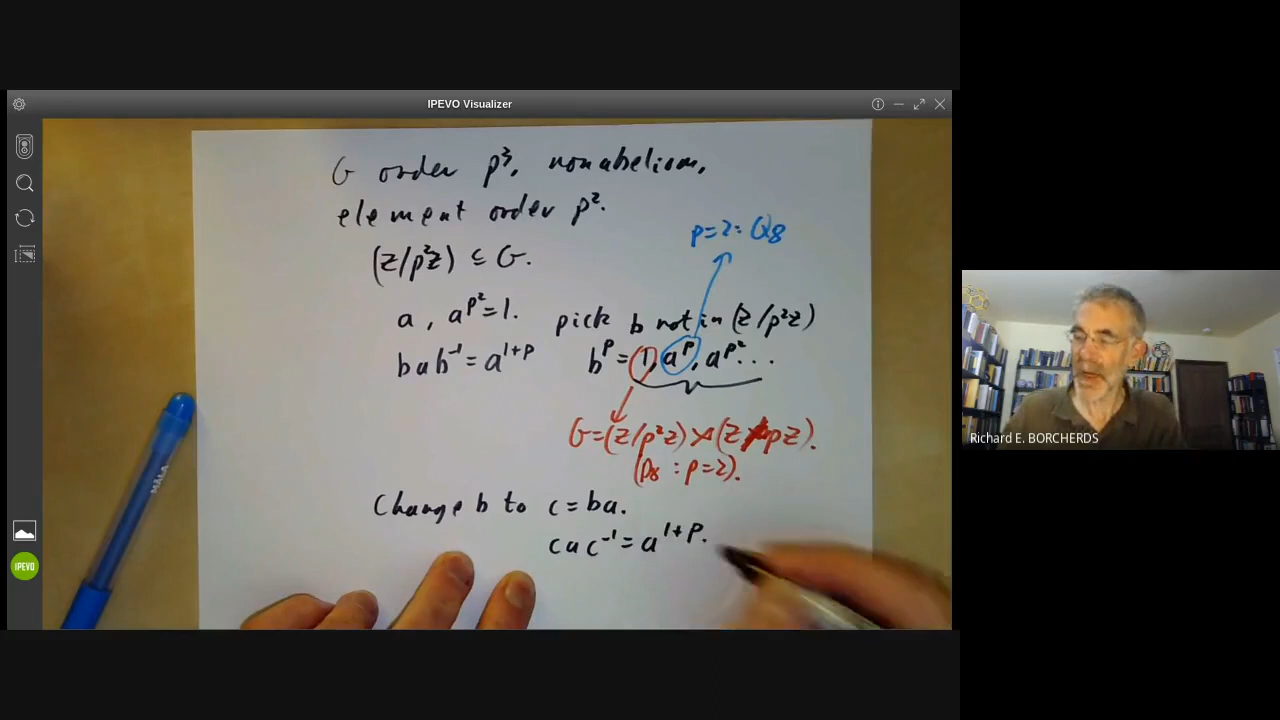 IPEVO Visualizer
G order p³, nonabelian,
element order p².
p=2: Q8
(Z/p²Z) ⊆ G.
a, a^{p²}=1. pick b not in (Z/p²Z)
bab⁻¹=a^{1+p} b^p = 1, a^p, a^{p²}...
G=(Z/p²Z)⋊(Z/pZ).
(D8 : p=2).
Change b to c=ba.
cac⁻¹=a^{1+p}.
MÅLA
IPEVO
Richard E. BORCHERDS